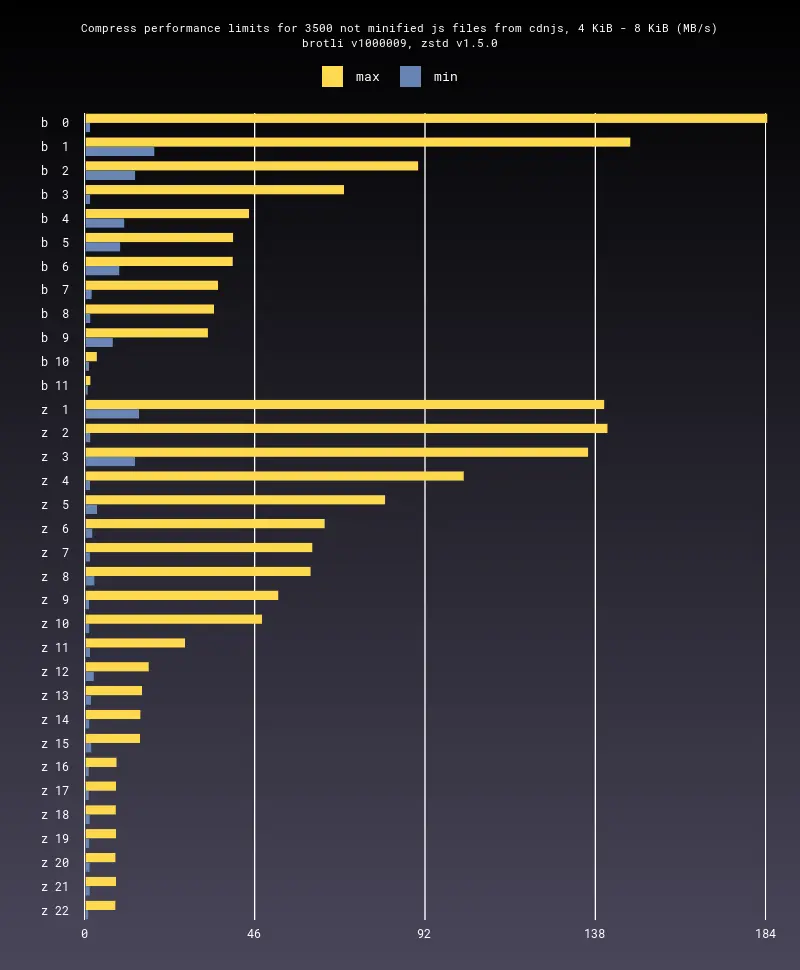 Compress performance limits for 3500 not minified js files from cdnjs, 4 KiB - 8 KiB (MB/s)
brotli v1000009, zstd v1.5.0
max min
b 0
b 1
b 2
b 3
b 4
b 5
b 6
b 7
b 8
b 9
b 10
b 11
z 1
z 2
z 3
z 4
z 5
z 6
z 7
z 8
z 9
z 10
z 11
z 12
z 13
z 14
z 15
z 16
z 17
z 18
z 19
z 20
z 21
z 22
0 46 92 138 184